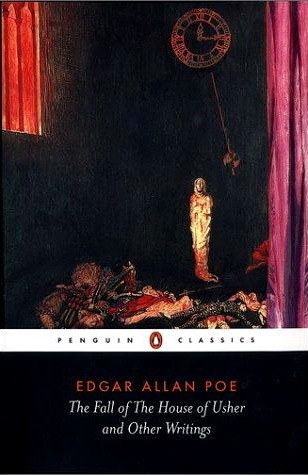 PENGUIN CLASSICS
EDGAR ALLAN POE
The Fall of The House of Usher
and Other Writings